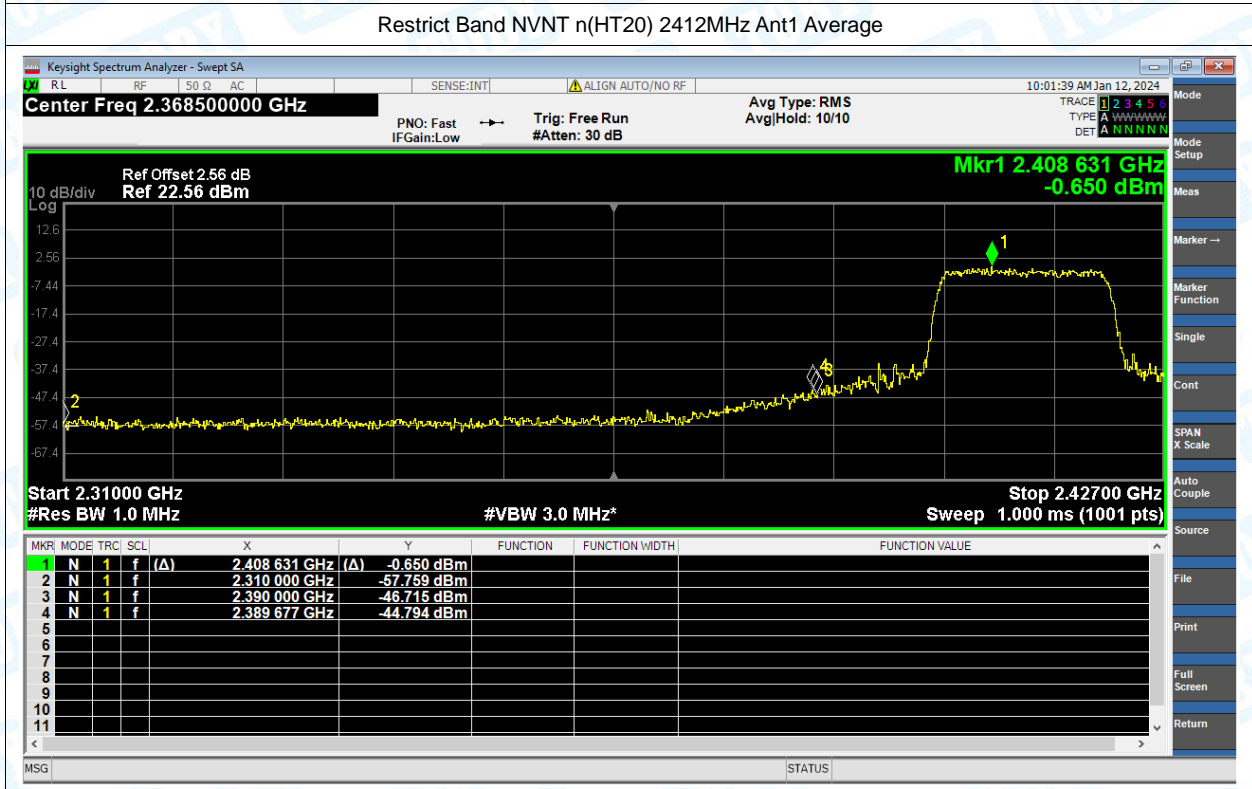 Restrict Band NVNT n(HT20) 2412MHz Ant1 Average
Keysight Spectrum Analyzer - Swept SA
LXI RL RF 50 Ω AC SENSE:INT ALIGN AUTO/NO RF 10:01:39 AM Jan 12, 2024
Center Freq 2.368500000 GHz
PNO: Fast
IFGain:Low
Trig: Free Run
#Atten: 30 dB
Avg Type: RMS
Avg|Hold: 10/10
TRACE 1 2 3 4 5 6
TYPE A WWWWW
DET A N N N N N
Ref Offset 2.56 dB
10 dB/div Ref 22.56 dBm
Log
Mkr1 2.408 631 GHz
-0.650 dBm
12.6
2.56
-7.44
-17.4
-27.4
-37.4
-47.4
-57.4
-67.4
1
2
4
3
Start 2.31000 GHz
Stop 2.42700 GHz
#Res BW 1.0 MHz
#VBW 3.0 MHz*
Sweep 1.000 ms (1001 pts)
MKR MODE TRC SCL X Y FUNCTION FUNCTION WIDTH FUNCTION VALUE
1 N 1 f (Δ) 2.408 631 GHz (Δ) -0.650 dBm
2 N 1 f 2.310 000 GHz -57.759 dBm
3 N 1 f 2.390 000 GHz -46.715 dBm
4 N 1 f 2.389 677 GHz -44.794 dBm
5
6
7
8
9
10
11
MSG
STATUS
Mode
Mode
Setup
Meas
Marker →
Marker
Function
Single
Cont
SPAN
X Scale
Auto
Couple
Source
File
Print
Full
Screen
Return